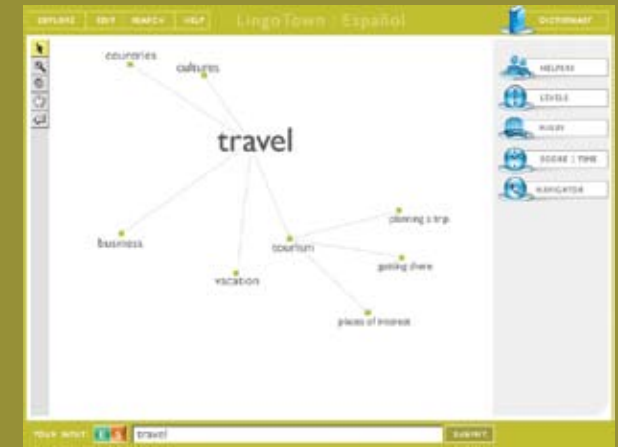 EXPLORE EDIT SEARCH HELP LingoTown : Español DICTIONARY
countries
cultures
HELPERS
LEVELS
travel
RULES
SCORE | TIME
NAVIGATOR
planning a trip
business
tourism
getting there
vacation
places of interest
YOUR INPUT: E S travel SUBMIT